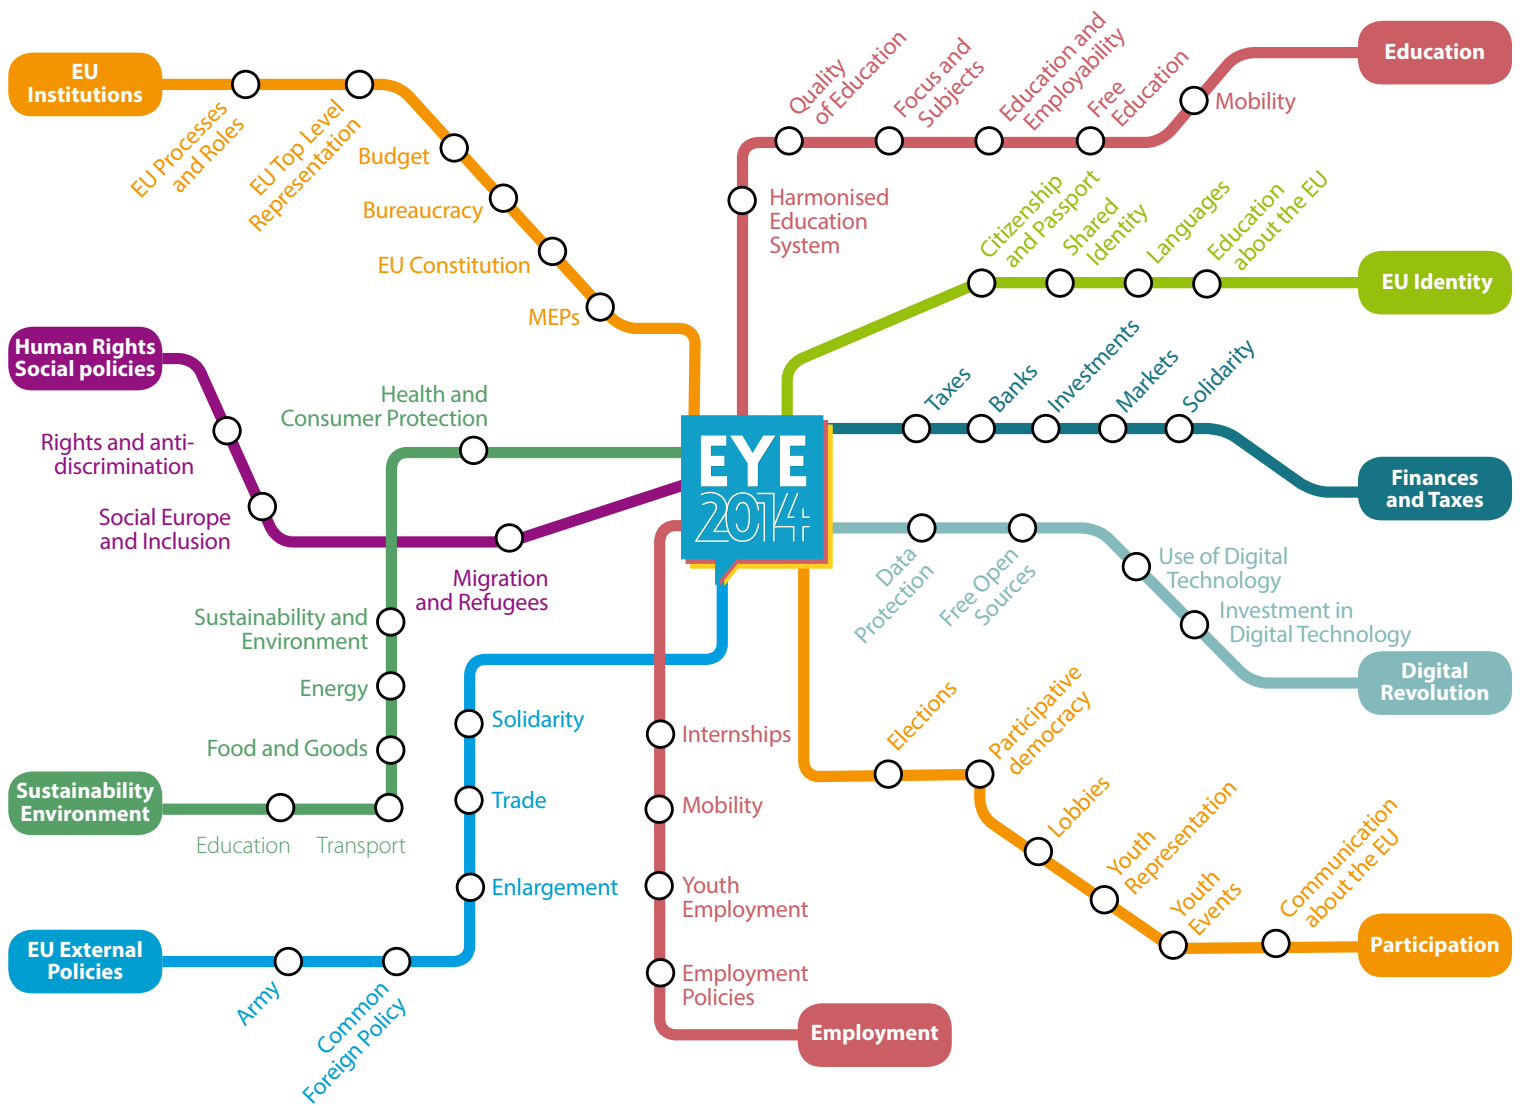 EU
Institutions
EU Processes
and Roles
EU Top Level
Representation
Budget
Bureaucracy
EU Constitution
MEPs
Education
Mobility
Free
Education
Education and
Employability
Focus and
Subjects
Quality
of Education
Harmonised
Education
System
EU Identity
Citizenship
and Passport
Shared
Identity
Languages
Education
about the EU
Human Rights
Social policies
Rights and anti-
discrimination
Social Europe
and Inclusion
Migration
and Refugees
Health and
Consumer Protection
Sustainability and
Environment
Energy
Food and Goods
Sustainability
Environment
Education
Transport
EYE
2014
Taxes
Banks
Investments
Markets
Solidarity
Finances
and Taxes
Data
Protection
Free Open
Sources
Use of Digital
Technology
Investment in
Digital Technology
Digital
Revolution
Solidarity
Trade
Enlargement
EU External
Policies
Army
Common
Foreign Policy
Internships
Mobility
Youth
Employment
Employment
Policies
Employment
Elections
Participative
democracy
Lobbies
Youth
Representation
Youth
Events
Communication
about the EU
Participation